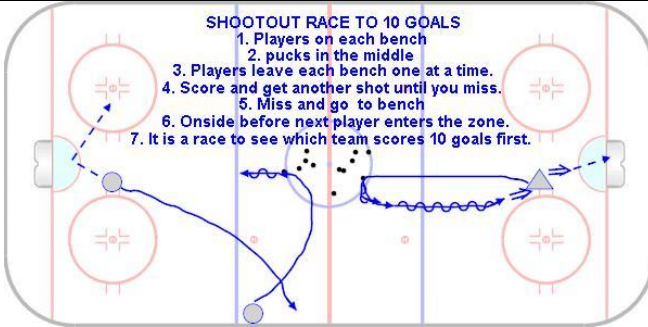 SHOOTOUT RACE TO 10 GOALS
1. Players on each bench
2. pucks in the middle
3. Players leave each bench one at a time.
4. Score and get another shot until you miss.
5. Miss and go to bench
6. Onside before next player enters the zone.
7. It is a race to see which team scores 10 goals first.